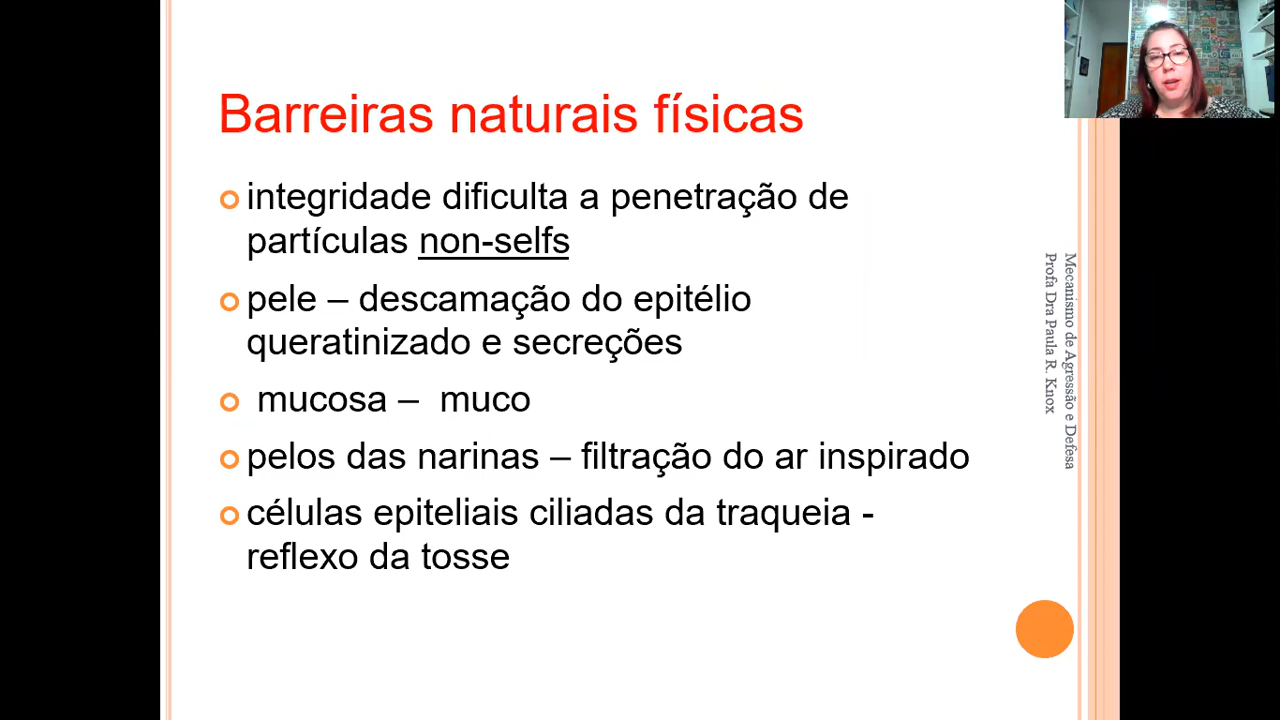 Barreiras naturais físicas
integridade dificulta a penetração de
partículas non-selfs
pele – descamação do epitélio
queratinizado e secreções
mucosa – muco
pelos das narinas – filtração do ar inspirado
células epiteliais ciliadas da traqueia -
reflexo da tosse
Mecanismo de Agressão e Defesa
Profa Dra Paula R. Knox